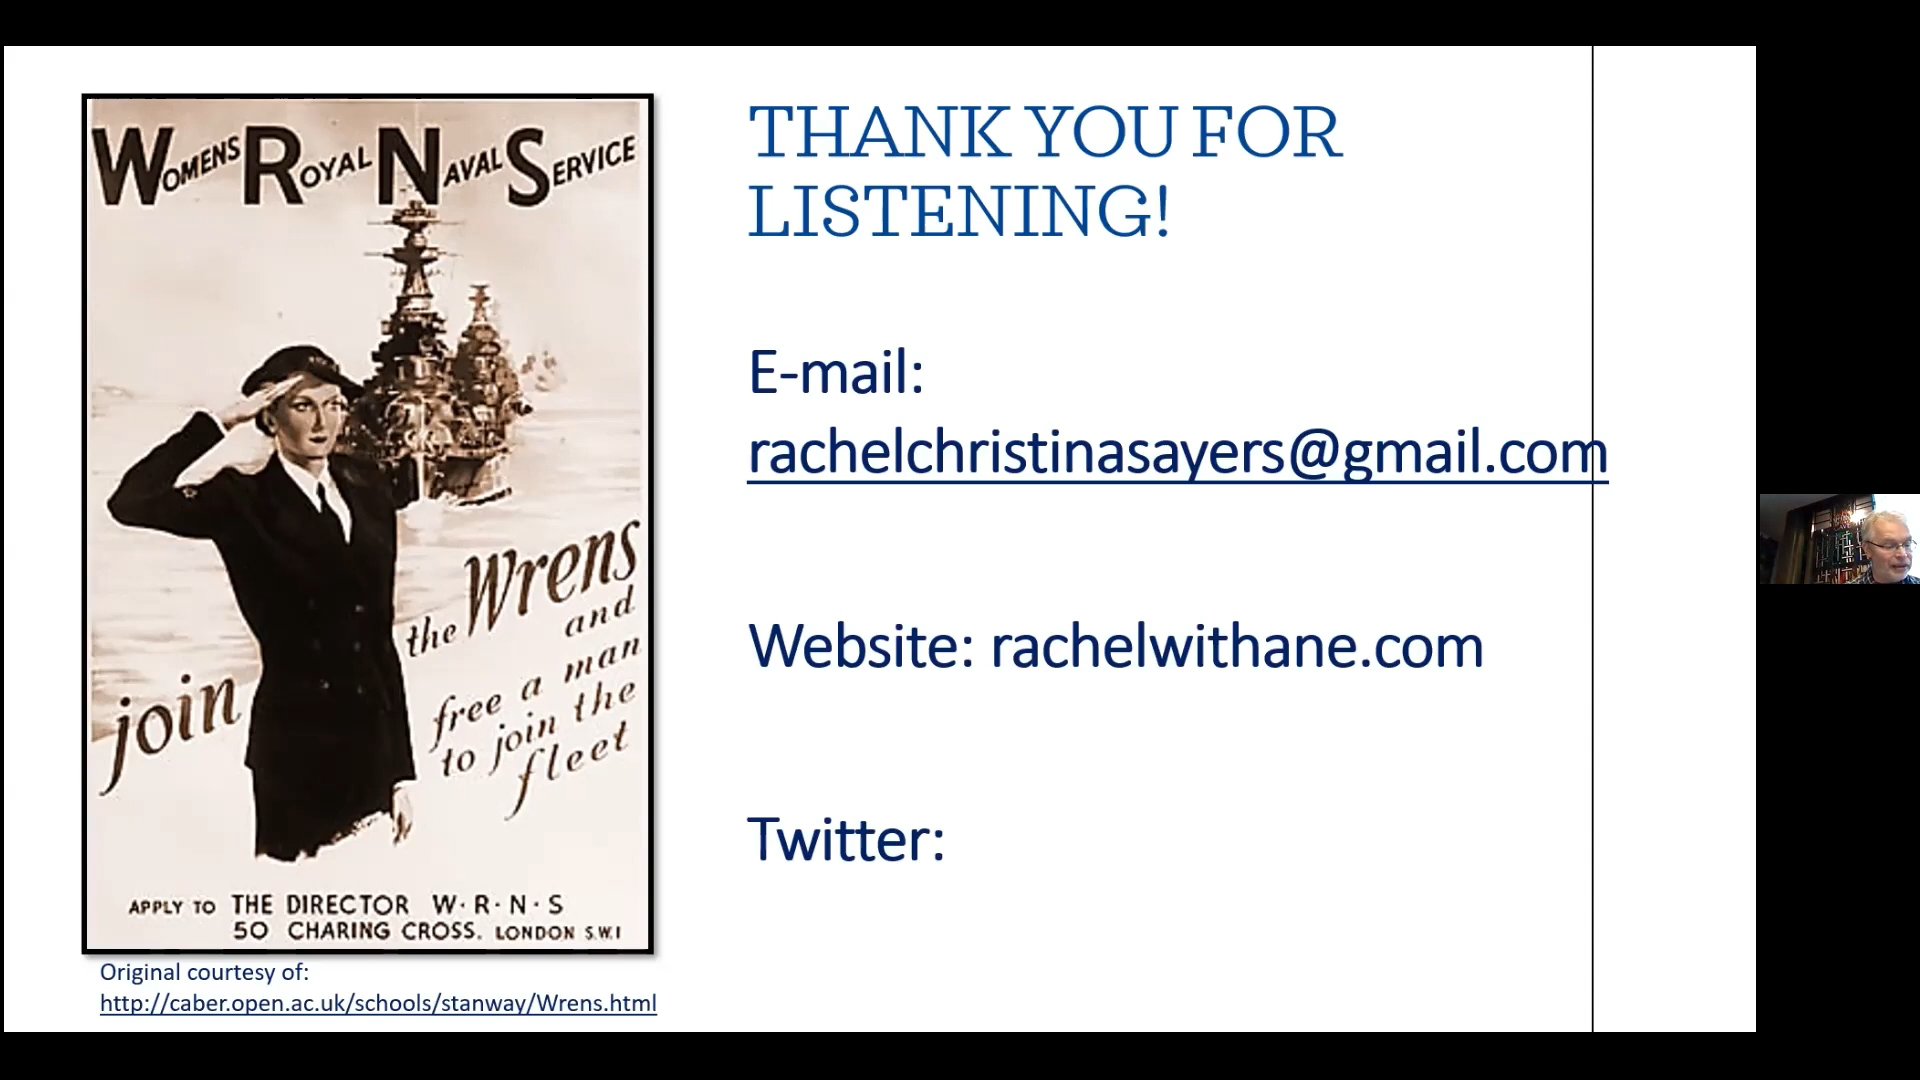 WOMENS ROYAL NAVAL SERVICE
join
the Wrens
and
free a man
to join the
fleet
APPLY TO THE DIRECTOR W·R·N·S
50 CHARING CROSS. LONDON S.W.1
Original courtesy of:
http://caber.open.ac.uk/schools/stanway/Wrens.html
THANK YOU FOR
LISTENING!
E-mail:
rachelchristinasayers@gmail.com
Website: rachelwithane.com
Twitter: